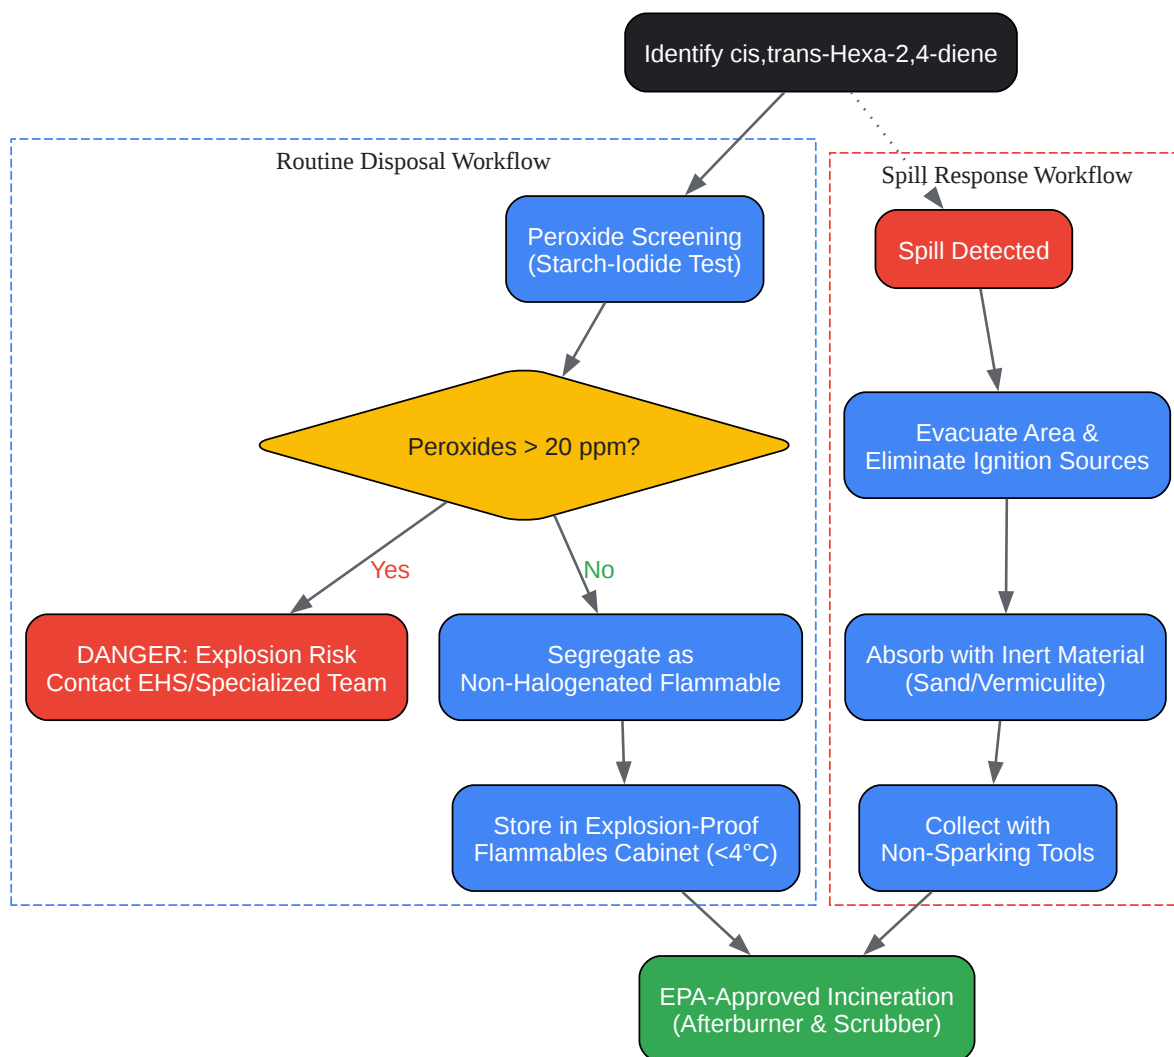 Identify cis,trans-Hexa-2,4-diene
Routine Disposal Workflow
Peroxide Screening
(Starch-Iodide Test)
Peroxides > 20 ppm?
Yes
No
DANGER: Explosion Risk
Contact EHS/Specialized Team
Segregate as
Non-Halogenated Flammable
Store in Explosion-Proof
Flammables Cabinet (<4°C)
Spill Response Workflow
Spill Detected
Evacuate Area &
Eliminate Ignition Sources
Absorb with Inert Material
(Sand/Vermiculite)
Collect with
Non-Sparking Tools
EPA-Approved Incineration
(Afterburner & Scrubber)